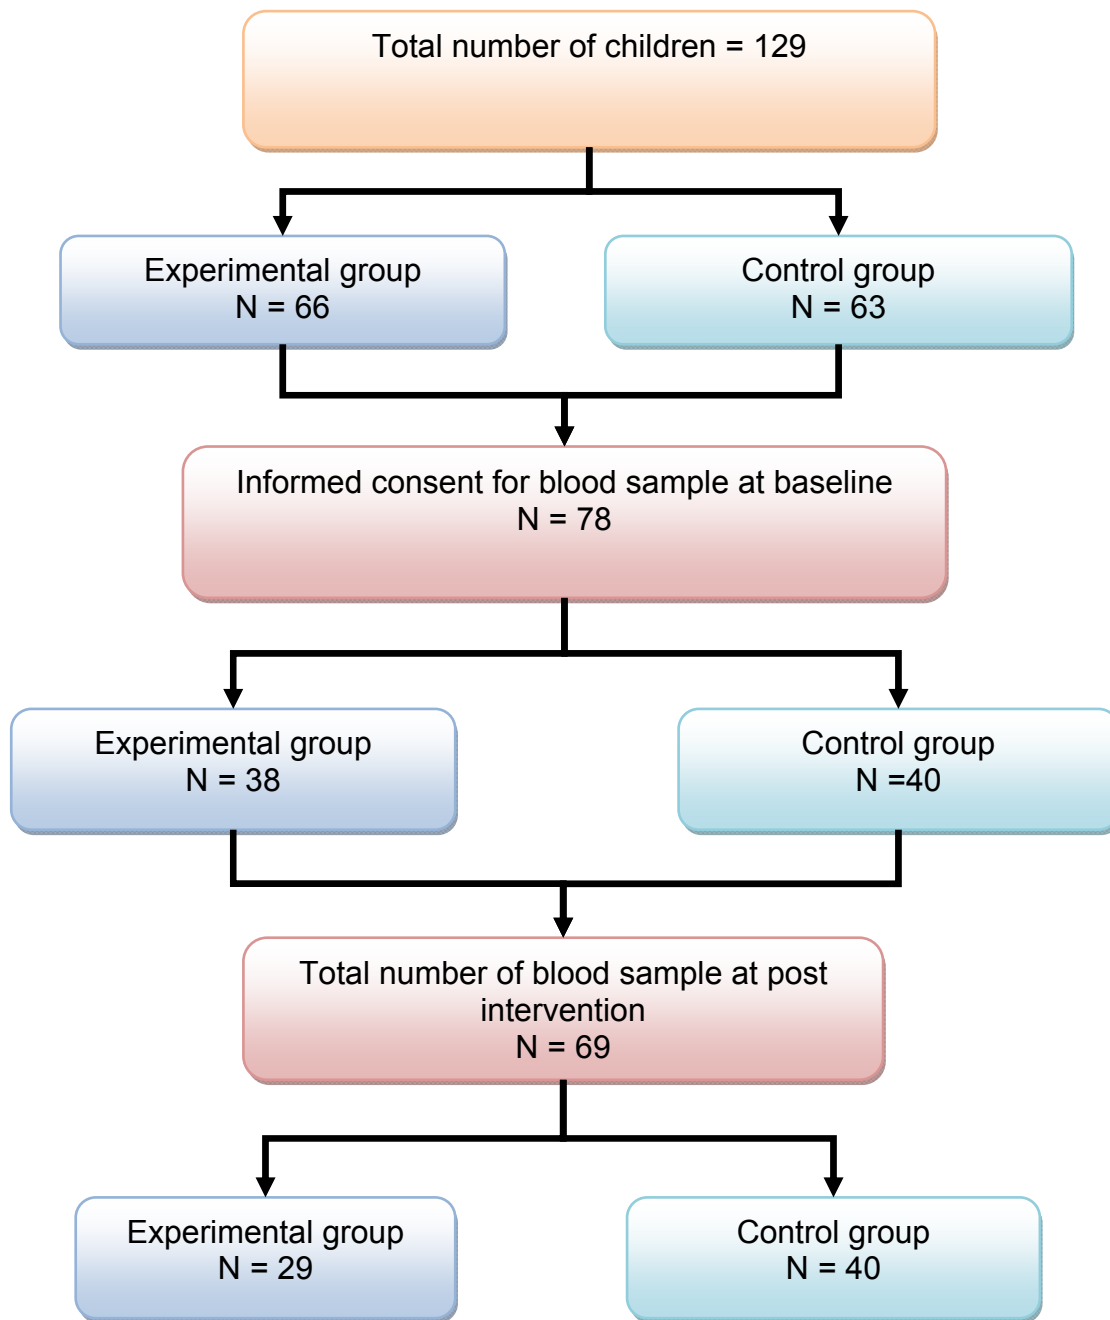 Total number of children = 129
Experimental group
N = 66
Control group
N = 63
Informed consent for blood sample at baseline
N = 78
Experimental group
N = 38
Control group
N =40
Total number of blood sample at post
intervention
N = 69
Experimental group
N = 29
Control group
N = 40